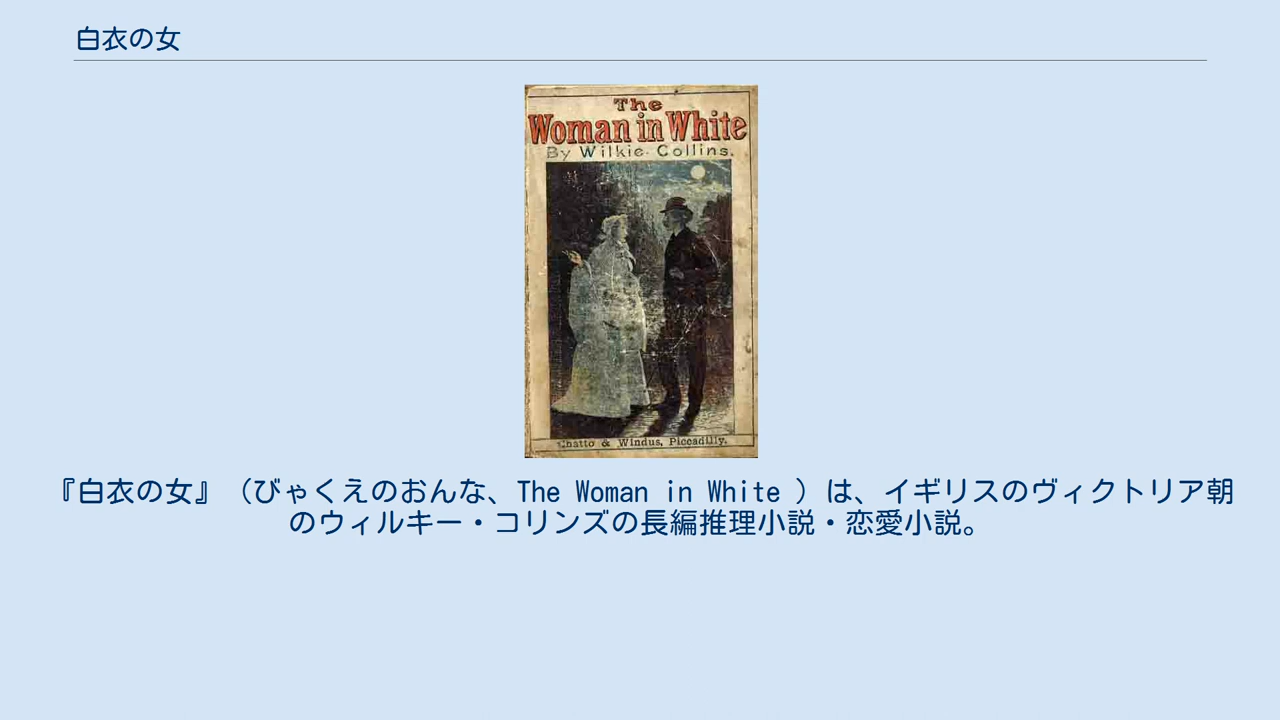 白衣の女
The
Woman in White
By Wilkie Collins.
Chatto & Windus, Piccadilly.
『白衣の女』（びゃくえのおんな、The Woman in White ）は、イギリスのヴィクトリア朝
のウィルキー・コリンズの長編推理小説・恋愛小説。